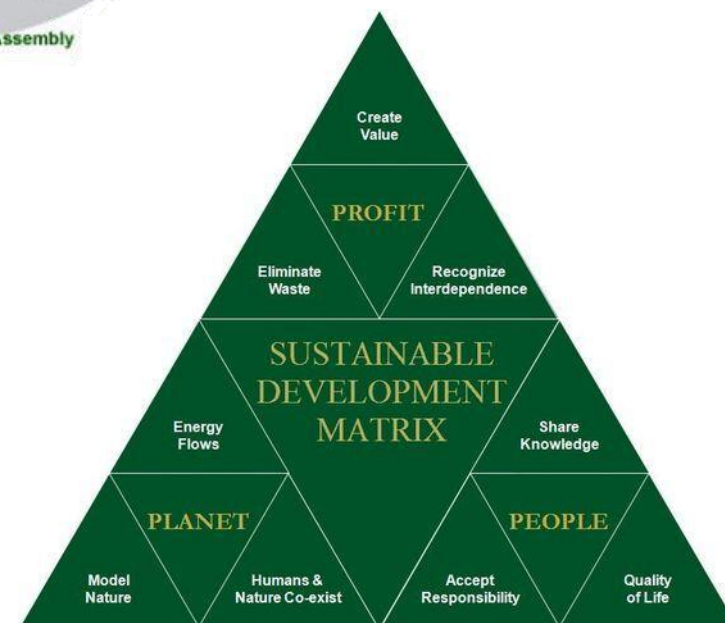 Assembly
Create
Value
PROFIT
Eliminate
Waste
Recognize
Interdependence
SUSTAINABLE
DEVELOPMENT
MATRIX
Energy
Flows
Share
Knowledge
PLANET
PEOPLE
Model
Nature
Humans &
Nature Co-exist
Accept
Responsibility
Quality
of Life